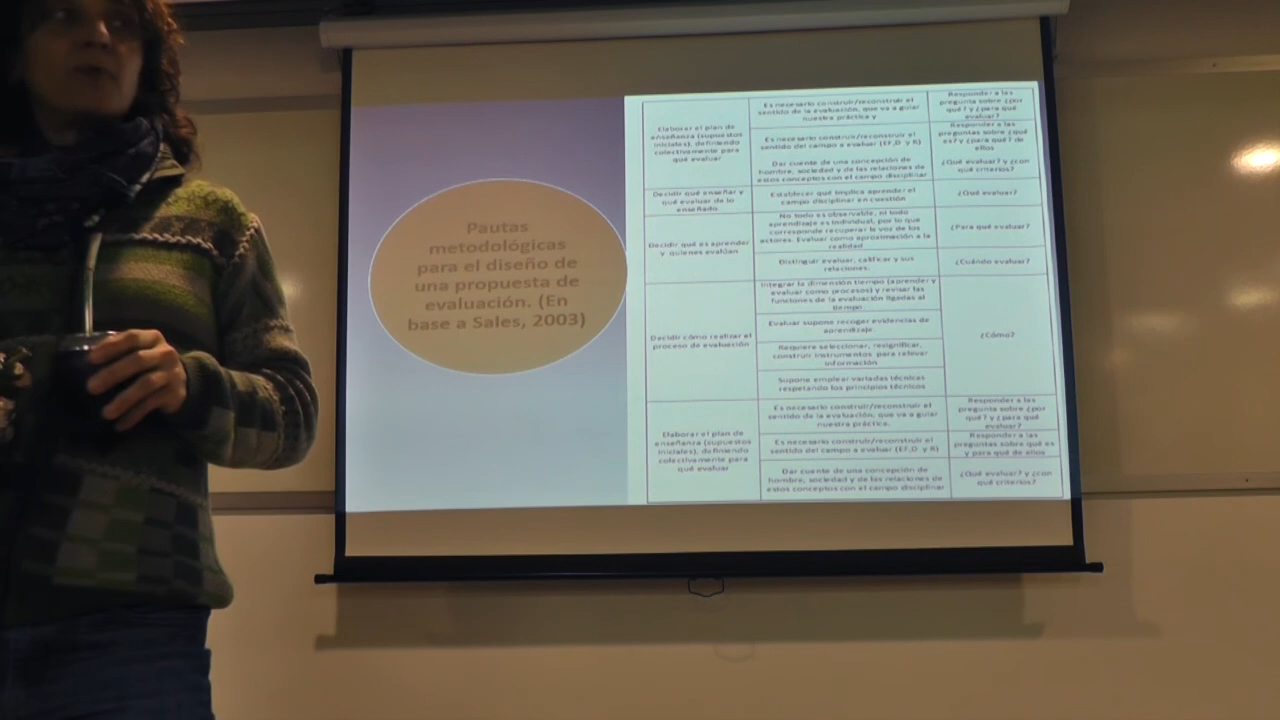 Pautas
metodológicas
para el diseño de
una propuesta de
evaluación. (En
base a Sales, 2003)
Elaborar el plan de
enseñanza (supuestos
iniciales), definiendo
colectivamente para
qué evaluar
Es necesario construir/reconstruir el
sentido de la evaluación, que va a guiar
nuestra práctica y
Responder a las
pregunta sobre ¿por
qué? y ¿para qué
evaluar?
Es necesario construir/reconstruir el
sentido del campo a evaluar (EF,D y R)
Responder a las
preguntas sobre ¿qué
es? y ¿para qué? de
ellos
Dar cuente de una concepción de
hombre, sociedad y de las relaciones de
estos conceptos con el campo disciplinar
¿Qué evaluar? y ¿con
qué criterios?
Decidir qué enseñar y
qué evaluar de lo
enseñado
Establecer qué implica aprender el
campo disciplinar en cuestión
¿Qué evaluar?
Decidir qué es aprender
y quienes evalúan
No todo es observable, ni todo
aprendizaje es individual, por lo que
corresponde recuperar la voz de los
actores. Evaluar como aproximación a la
realidad
¿Para qué evaluar?
Distinguir evaluar, calificar y sus
relaciones.
¿Cuándo evaluar?
Decidir cómo realizar el
proceso de evaluación
Integrar la dimensión tiempo (aprender y
evaluar como procesos) y revisar las
funciones de la evaluación ligadas al
tiempo.
Evaluar supone recoger evidencias de
aprendizaje.
Requiere seleccionar, resignificar,
construir instrumentos para relevar
información
Supone emplear variadas técnicas
respetando los principios técnicos
¿Cómo?
Elaborar el plan de
enseñanza (supuestos
iniciales), definiendo
colectivamente para
qué evaluar
Es necesario construir/reconstruir el
sentido de la evaluación, que va a guiar
nuestra práctica.
Responder a las
pregunta sobre ¿por
qué? y ¿para qué
evaluar?
Es necesario construir/reconstruir el
sentido del campo a evaluar (EF,D y R)
Responder a las
preguntas sobre qué es
y para qué de ellos
Dar cuente de una concepción de
hombre, sociedad y de las relaciones de
estos conceptos con el campo disciplinar
¿Qué evaluar? y ¿con
qué criterios?